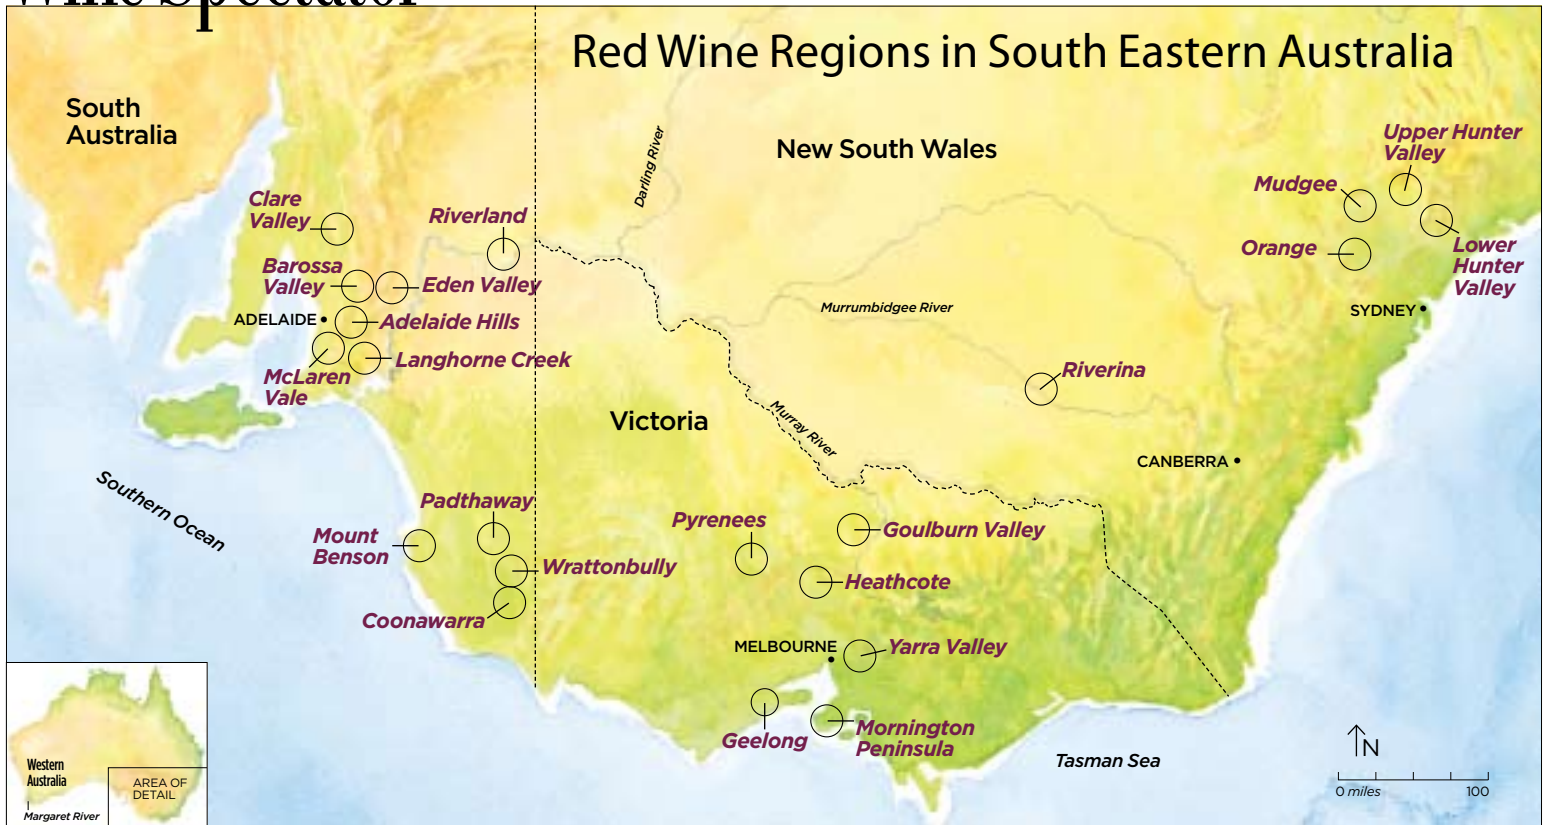 Wine Spectator
Red Wine Regions in South Eastern Australia
South
Australia
New South Wales
Victoria
Darling River
Murrumbidgee River
Murray River
Upper Hunter
Valley
Mudgee
Orange
Lower
Hunter
Valley
SYDNEY
Clare
Valley
Riverland
Barossa
Valley
Eden Valley
ADELAIDE
Adelaide Hills
Langhorne Creek
McLaren
Vale
Riverina
CANBERRA
Southern Ocean
Padthaway
Mount
Benson
Wrattonbully
Coonawarra
Pyrenees
Goulburn Valley
Heathcote
MELBOURNE
Yarra Valley
Geelong
Mornington
Peninsula
Tasman Sea
N
0 miles 100
Western
Australia
AREA OF
DETAIL
Margaret River